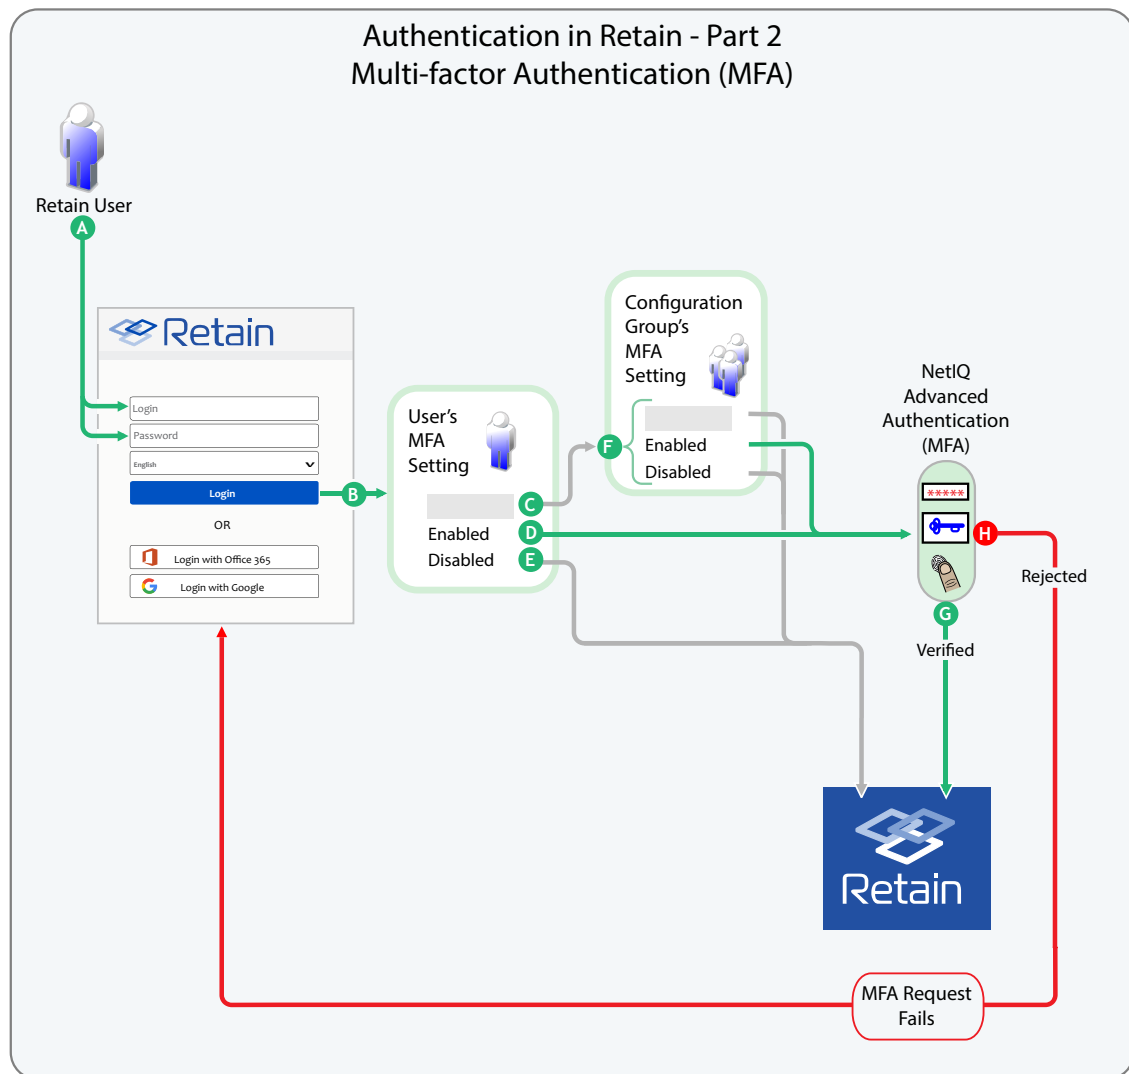 Authentication in Retain - Part 2
Multi-factor Authentication (MFA)
Retain User
A
Retain
Login
Password
English
Login
OR
Login with Office 365
Login with Google
B
User's
MFA
Setting
C
Enabled
D
Disabled
E
Configuration
Group's
MFA
Setting
F
Enabled
Disabled
NetIQ
Advanced
Authentication
(MFA)
*****
H
Rejected
G
Verified
Retain
MFA Request
Fails